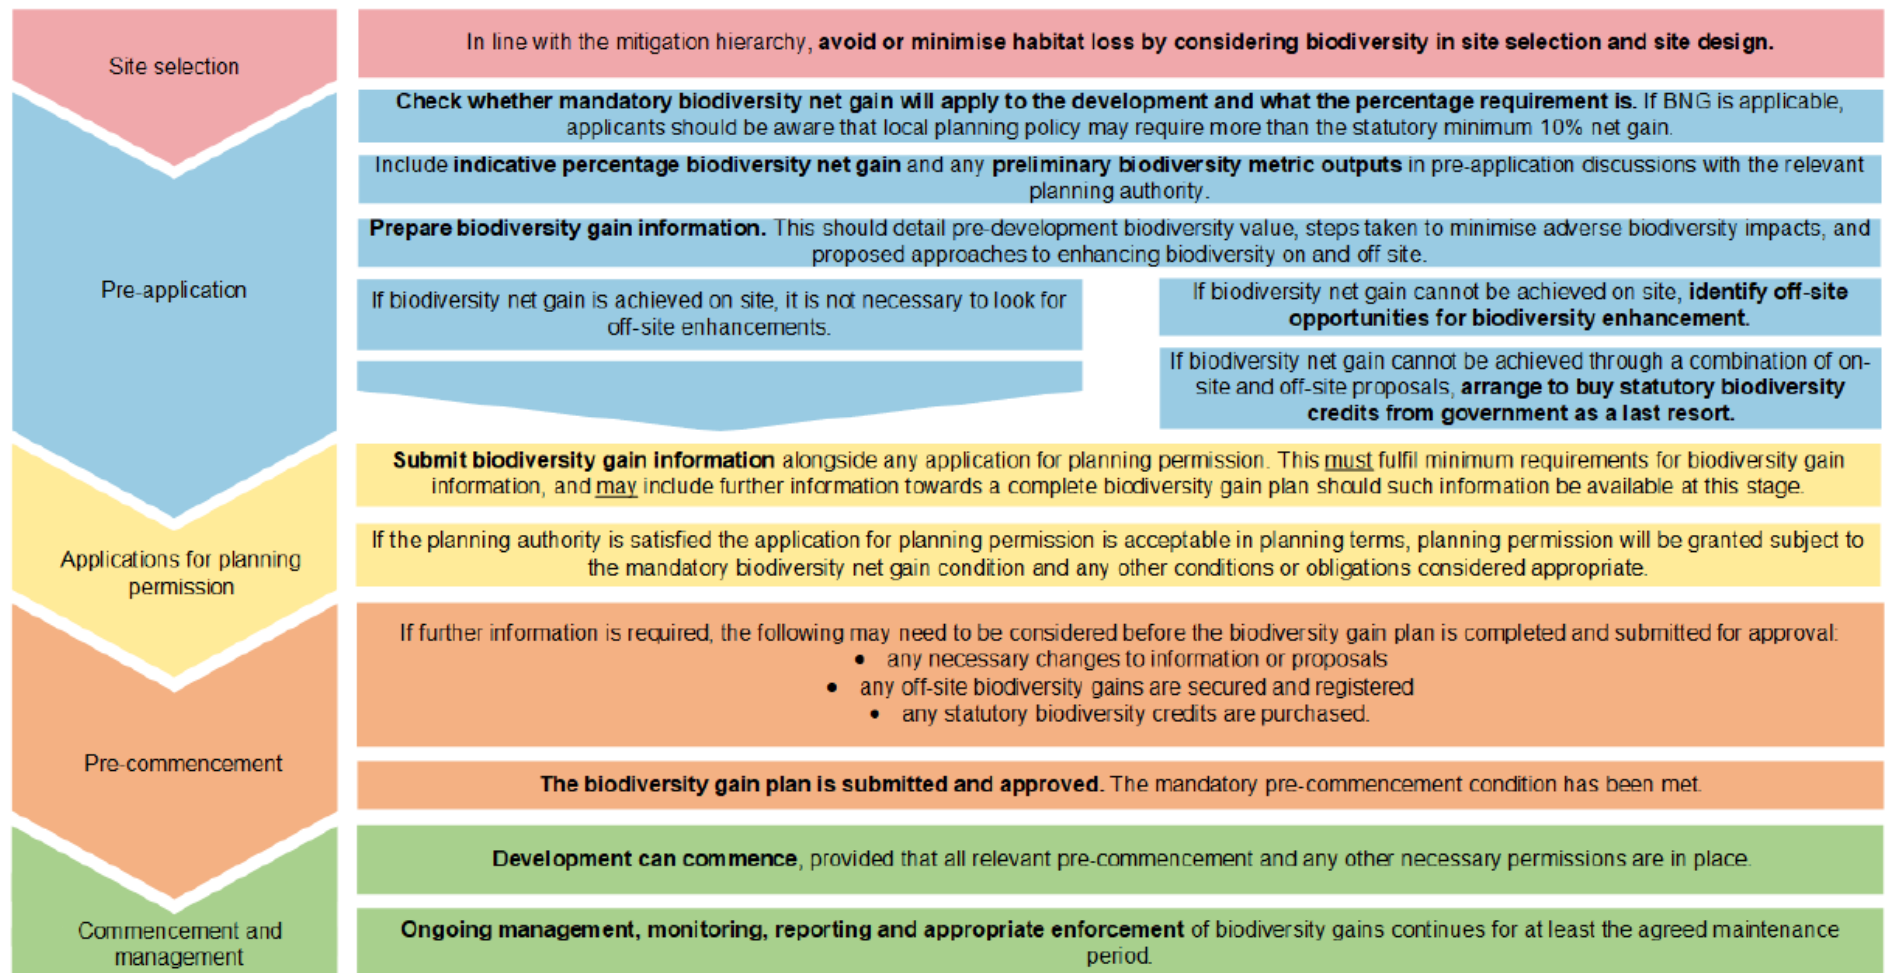 Site selection
In line with the mitigation hierarchy, avoid or minimise habitat loss by considering biodiversity in site selection and site design.
Pre-application
Check whether mandatory biodiversity net gain will apply to the development and what the percentage requirement is. If BNG is applicable,
applicants should be aware that local planning policy may require more than the statutory minimum 10% net gain.
Include indicative percentage biodiversity net gain and any preliminary biodiversity metric outputs in pre-application discussions with the relevant
planning authority.
Prepare biodiversity gain information. This should detail pre-development biodiversity value, steps taken to minimise adverse biodiversity impacts, and
proposed approaches to enhancing biodiversity on and off site.
If biodiversity net gain is achieved on site, it is not necessary to look for
off-site enhancements.
If biodiversity net gain cannot be achieved on site, identify off-site
opportunities for biodiversity enhancement.
If biodiversity net gain cannot be achieved through a combination of on-
site and off-site proposals, arrange to buy statutory biodiversity
credits from government as a last resort.
Applications for planning
permission
Submit biodiversity gain information alongside any application for planning permission. This must fulfil minimum requirements for biodiversity gain
information, and may include further information towards a complete biodiversity gain plan should such information be available at this stage.
If the planning authority is satisfied the application for planning permission is acceptable in planning terms, planning permission will be granted subject to
the mandatory biodiversity net gain condition and any other conditions or obligations considered appropriate.
Pre-commencement
If further information is required, the following may need to be considered before the biodiversity gain plan is completed and submitted for approval:
• any necessary changes to information or proposals
• any off-site biodiversity gains are secured and registered
• any statutory biodiversity credits are purchased.
The biodiversity gain plan is submitted and approved. The mandatory pre-commencement condition has been met.
Commencement and
management
Development can commence, provided that all relevant pre-commencement and any other necessary permissions are in place.
Ongoing management, monitoring, reporting and appropriate enforcement of biodiversity gains continues for at least the agreed maintenance
period.